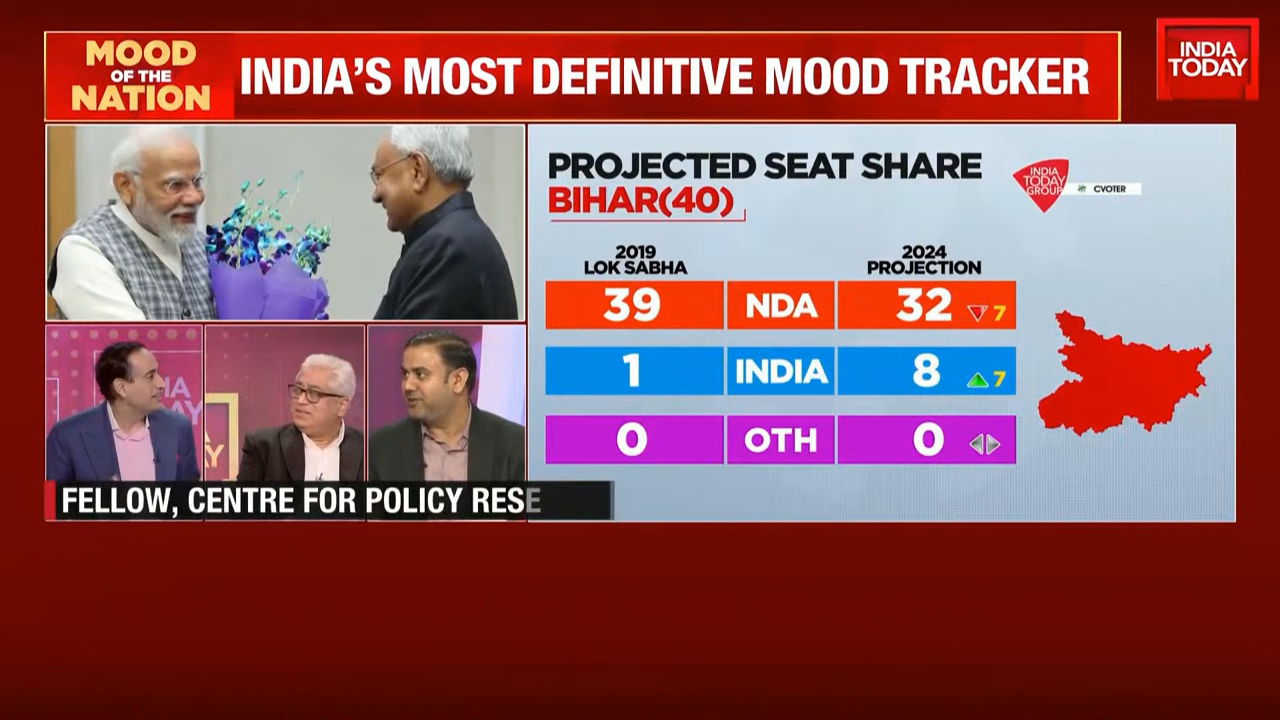 MOOD
OF THE
NATION
INDIA'S MOST DEFINITIVE MOOD TRACKER
INDIA
TODAY
PROJECTED SEAT SHARE
BIHAR(40)
INDIA
TODAY
GROUP
CVOTER
2019
LOK SABHA
2024
PROJECTION
39 NDA 32 7
1 INDIA 8 7
0 OTH 0
FELLOW, CENTRE FOR POLICY RESE